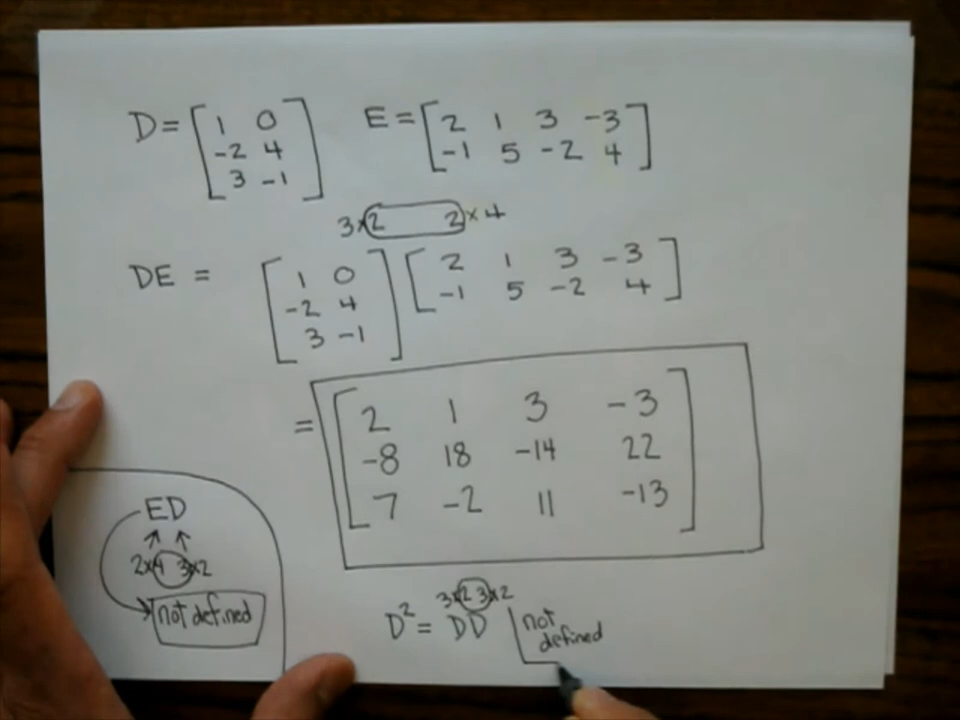 D = [ 1 0 E = [ 2 1 3 -3 ]
-2 4 -1 5 -2 4
3 -1 ]
3×2 2×4
DE = [ 1 0 [ 2 1 3 -3 ]
-2 4 -1 5 -2 4
3 -1 ]
= [ 2 1 3 -3
-8 18 -14 22
7 -2 11 -13 ]
ED
2×4 3×2
not defined
3×2 3×2
D² = DD not
defined